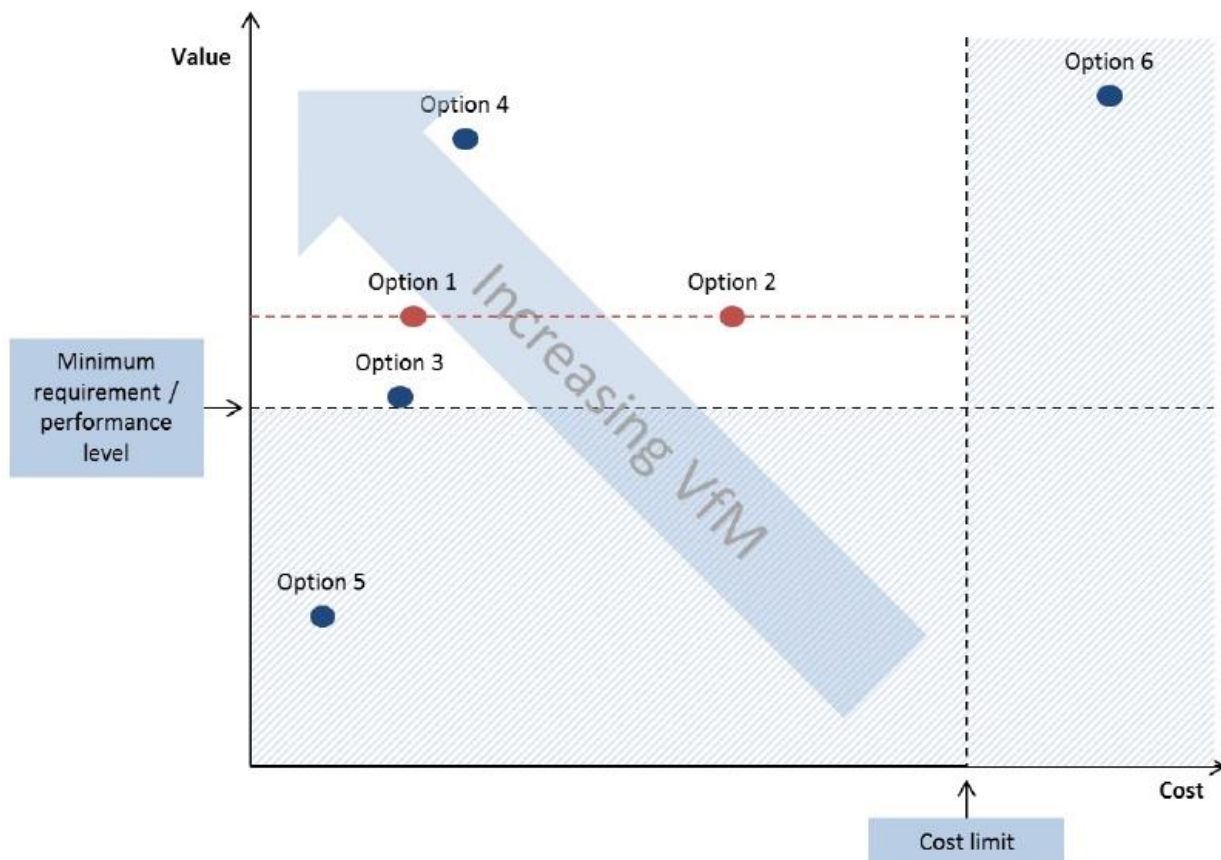 Value
Option 6
Option 4
Option 1
Option 2
Option 3
Minimum
requirement /
performance
level
Increasing VfM
Option 5
Cost
Cost limit